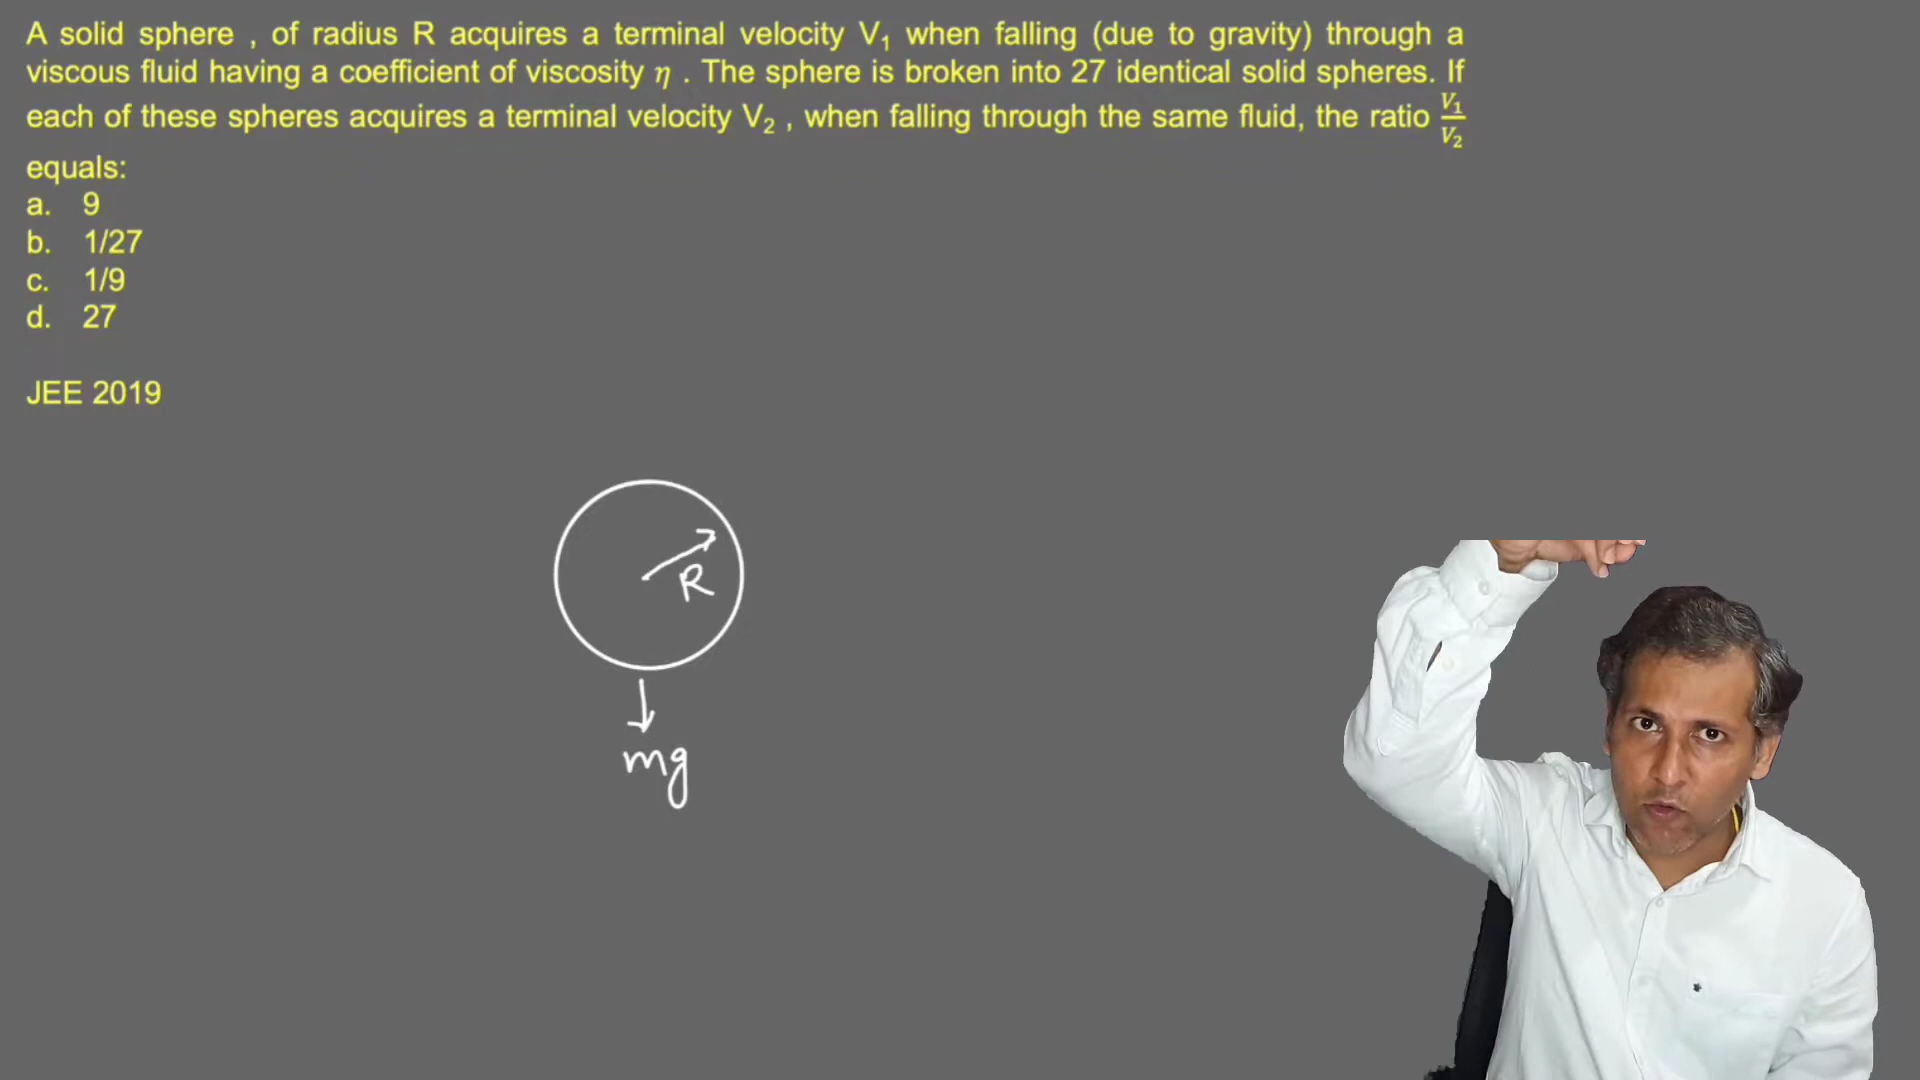 A solid sphere , of radius R acquires a terminal velocity V₁ when falling (due to gravity) through a
viscous fluid having a coefficient of viscosity η . The sphere is broken into 27 identical solid spheres. If
each of these spheres acquires a terminal velocity V₂ , when falling through the same fluid, the ratio V₁/V₂
equals:
a. 9
b. 1/27
c. 1/9
d. 27
JEE 2019
R
mg